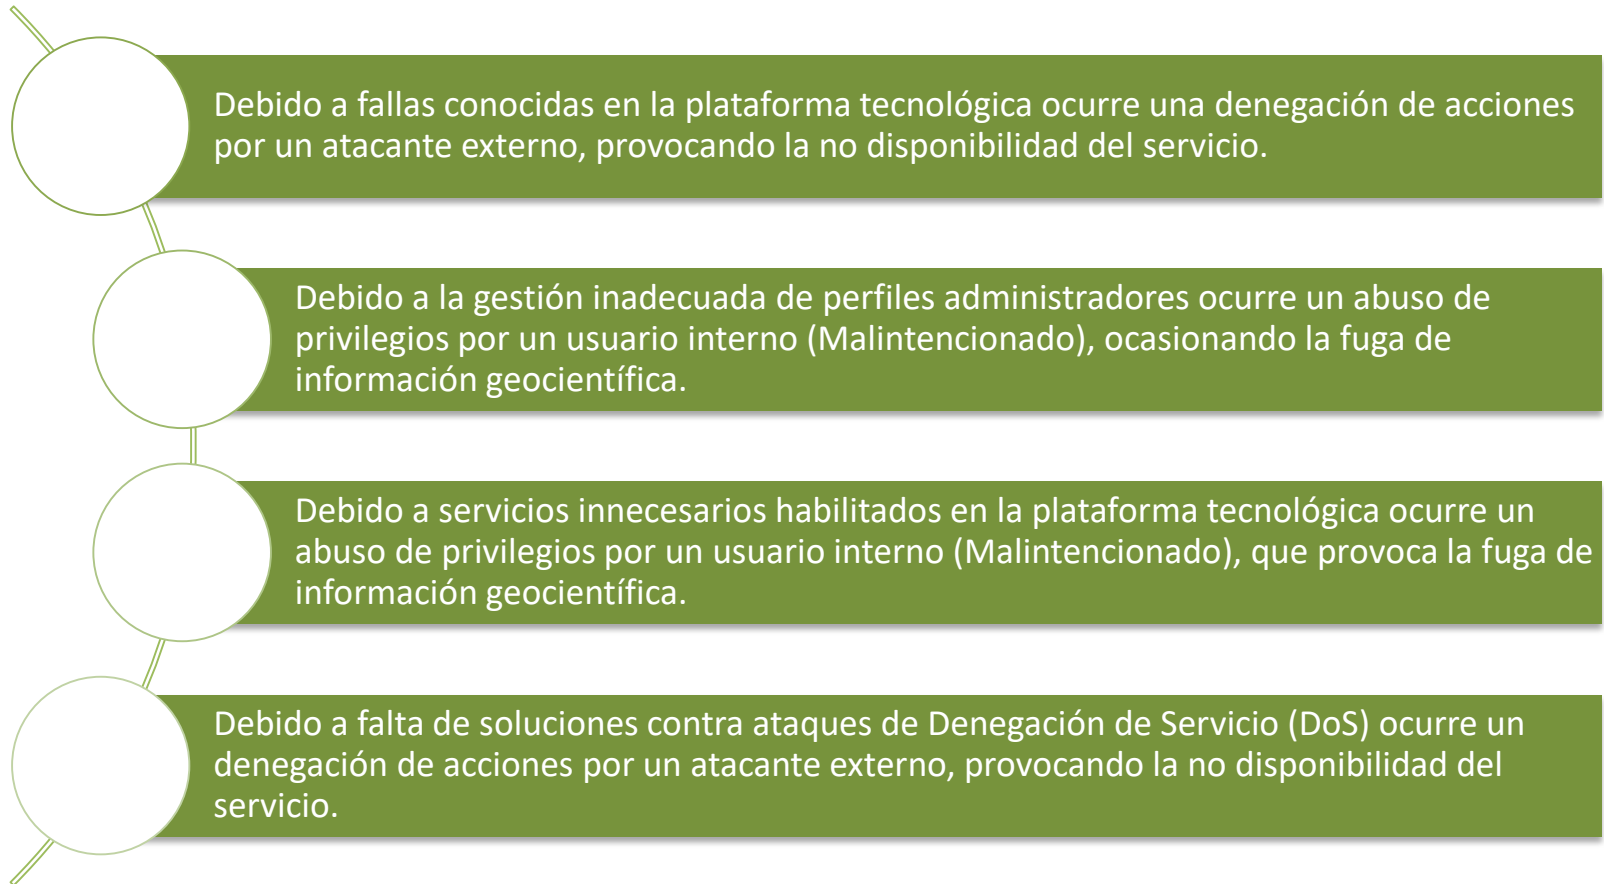 Debido a fallas conocidas en la plataforma tecnológica ocurre una denegación de acciones
por un atacante externo, provocando la no disponibilidad del servicio.
Debido a la gestión inadecuada de perfiles administradores ocurre un abuso de
privilegios por un usuario interno (Malintencionado), ocasionando la fuga de
información geocientífica.
Debido a servicios innecesarios habilitados en la plataforma tecnológica ocurre un
abuso de privilegios por un usuario interno (Malintencionado), que provoca la fuga de
información geocientífica.
Debido a falta de soluciones contra ataques de Denegación de Servicio (DoS) ocurre un
denegación de acciones por un atacante externo, provocando la no disponibilidad del
servicio.